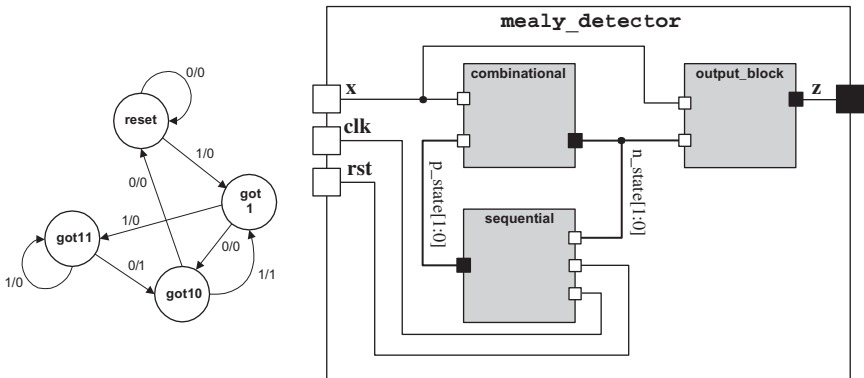 0/0
reset
1/0
0/0
got
1
1/0
got11
0/0
1/0
0/1
got10
1/1
mealy_detector
x
clk
rst
combinational
output_block
z
p_state[1:0]
n_state[1:0]
sequential